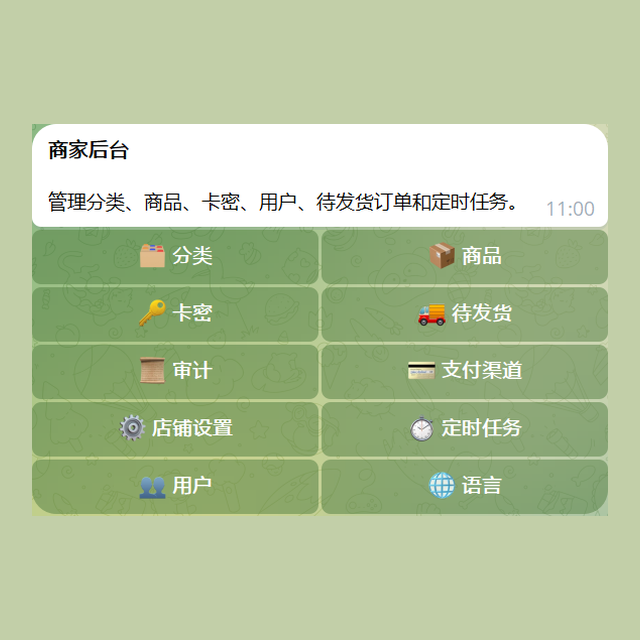 商家后台
管理分类、商品、卡密、用户、待发货订单和定时任务。
11:00
分类
商品
卡密
待发货
审计
支付渠道
店铺设置
定时任务
用户
语言